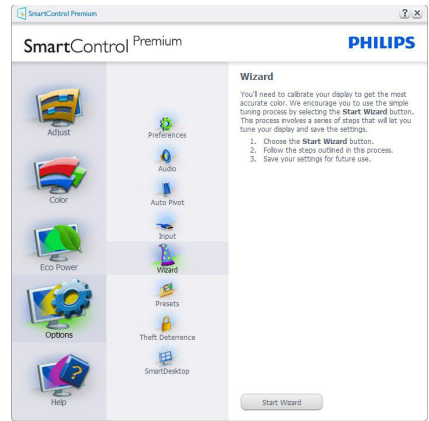 SmartControl Premium
? ×
SmartControl Premium
PHILIPS
Adjust
Color
Eco Power
Options
Help
Preferences
Audio
Auto Pivot
Input
Wizard
Presets
Theft Deterrence
SmartDesktop
Wizard
You'll need to calibrate your display to get the most
accurate color. We encourage you to use the simple
tuning process by selecting the Start Wizard button.
This process involves a series of steps that will let you
tune your display and save the settings.
1. Choose the Start Wizard button.
2. Follow the steps outlined in this process.
3. Save your settings for future use.
Start Wizard